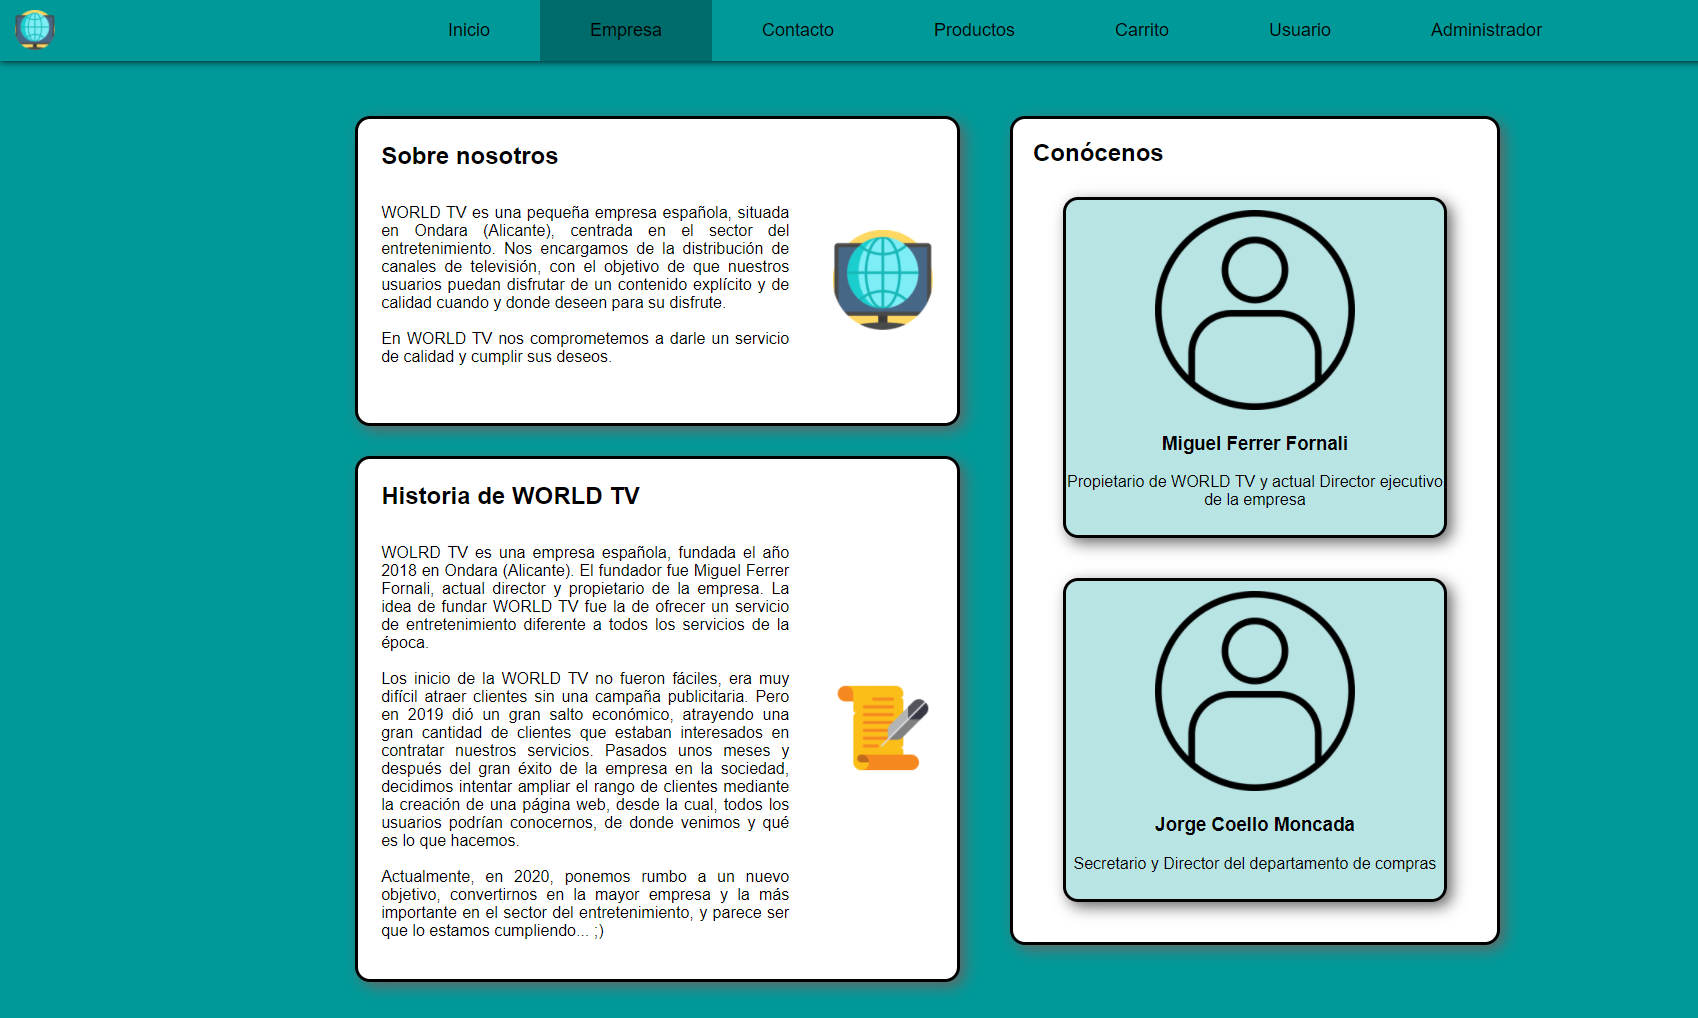 Inicio
Empresa
Contacto
Productos
Carrito
Usuario
Administrador
Sobre nosotros
WORLD TV es una pequeña empresa española, situada
en Ondara (Alicante), centrada en el sector del
entretenimiento. Nos encargamos de la distribución de
canales de televisión, con el objetivo de que nuestros
usuarios puedan disfrutar de un contenido explícito y de
calidad cuando y donde deseen para su disfrute.
En WORLD TV nos comprometemos a darle un servicio
de calidad y cumplir sus deseos.
Historia de WORLD TV
WOLRD TV es una empresa española, fundada el año
2018 en Ondara (Alicante). El fundador fue Miguel Ferrer
Fornali, actual director y propietario de la empresa. La
idea de fundar WORLD TV fue la de ofrecer un servicio
de entretenimiento diferente a todos los servicios de la
época.
Los inicio de la WORLD TV no fueron fáciles, era muy
difícil atraer clientes sin una campaña publicitaria. Pero
en 2019 dió un gran salto económico, atrayendo una
gran cantidad de clientes que estaban interesados en
contratar nuestros servicios. Pasados unos meses y
después del gran éxito de la empresa en la sociedad,
decidimos intentar ampliar el rango de clientes mediante
la creación de una página web, desde la cual, todos los
usuarios podrían conocernos, de donde venimos y qué
es lo que hacemos.
Actualmente, en 2020, ponemos rumbo a un nuevo
objetivo, convertirnos en la mayor empresa y la más
importante en el sector del entretenimiento, y parece ser
que lo estamos cumpliendo... ;)
Conócenos
Miguel Ferrer Fornali
Propietario de WORLD TV y actual Director ejecutivo
de la empresa
Jorge Coello Moncada
Secretario y Director del departamento de compras